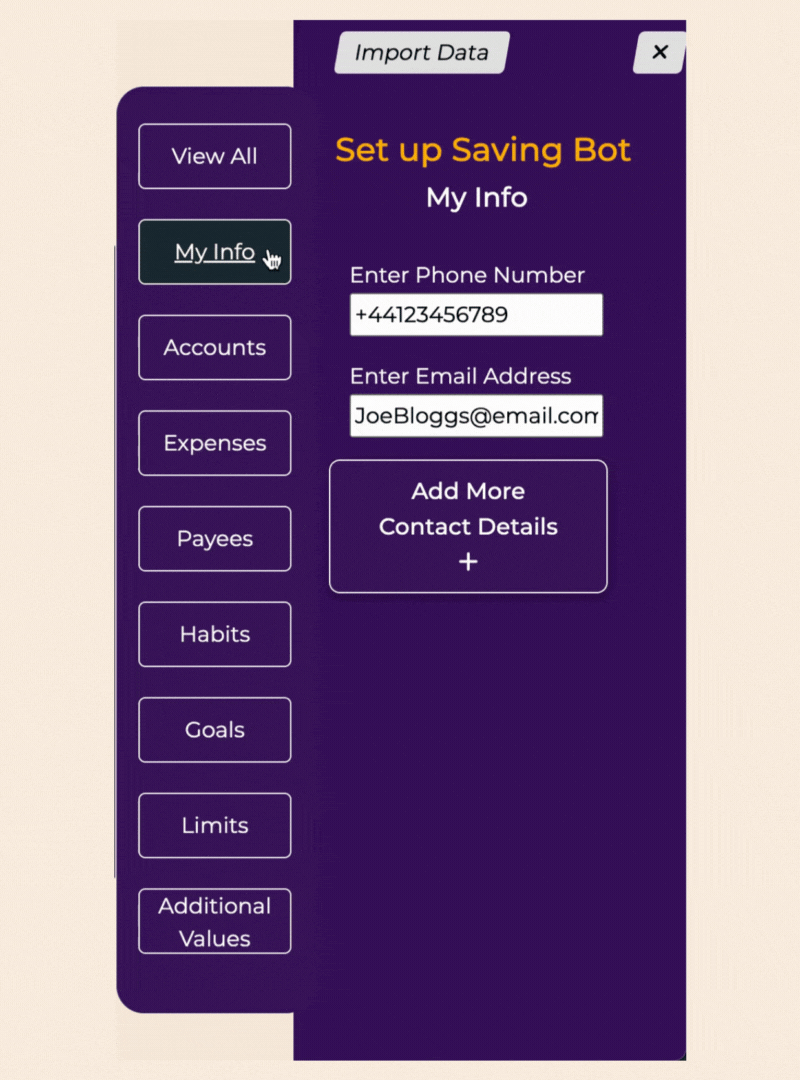 Import Data
×
View All
My Info
Accounts
Expenses
Payees
Habits
Goals
Limits
Additional
Values
Set up Saving Bot
My Info
Enter Phone Number
+44123456789
Enter Email Address
JoeBloggs@email.com
Add More
Contact Details
+